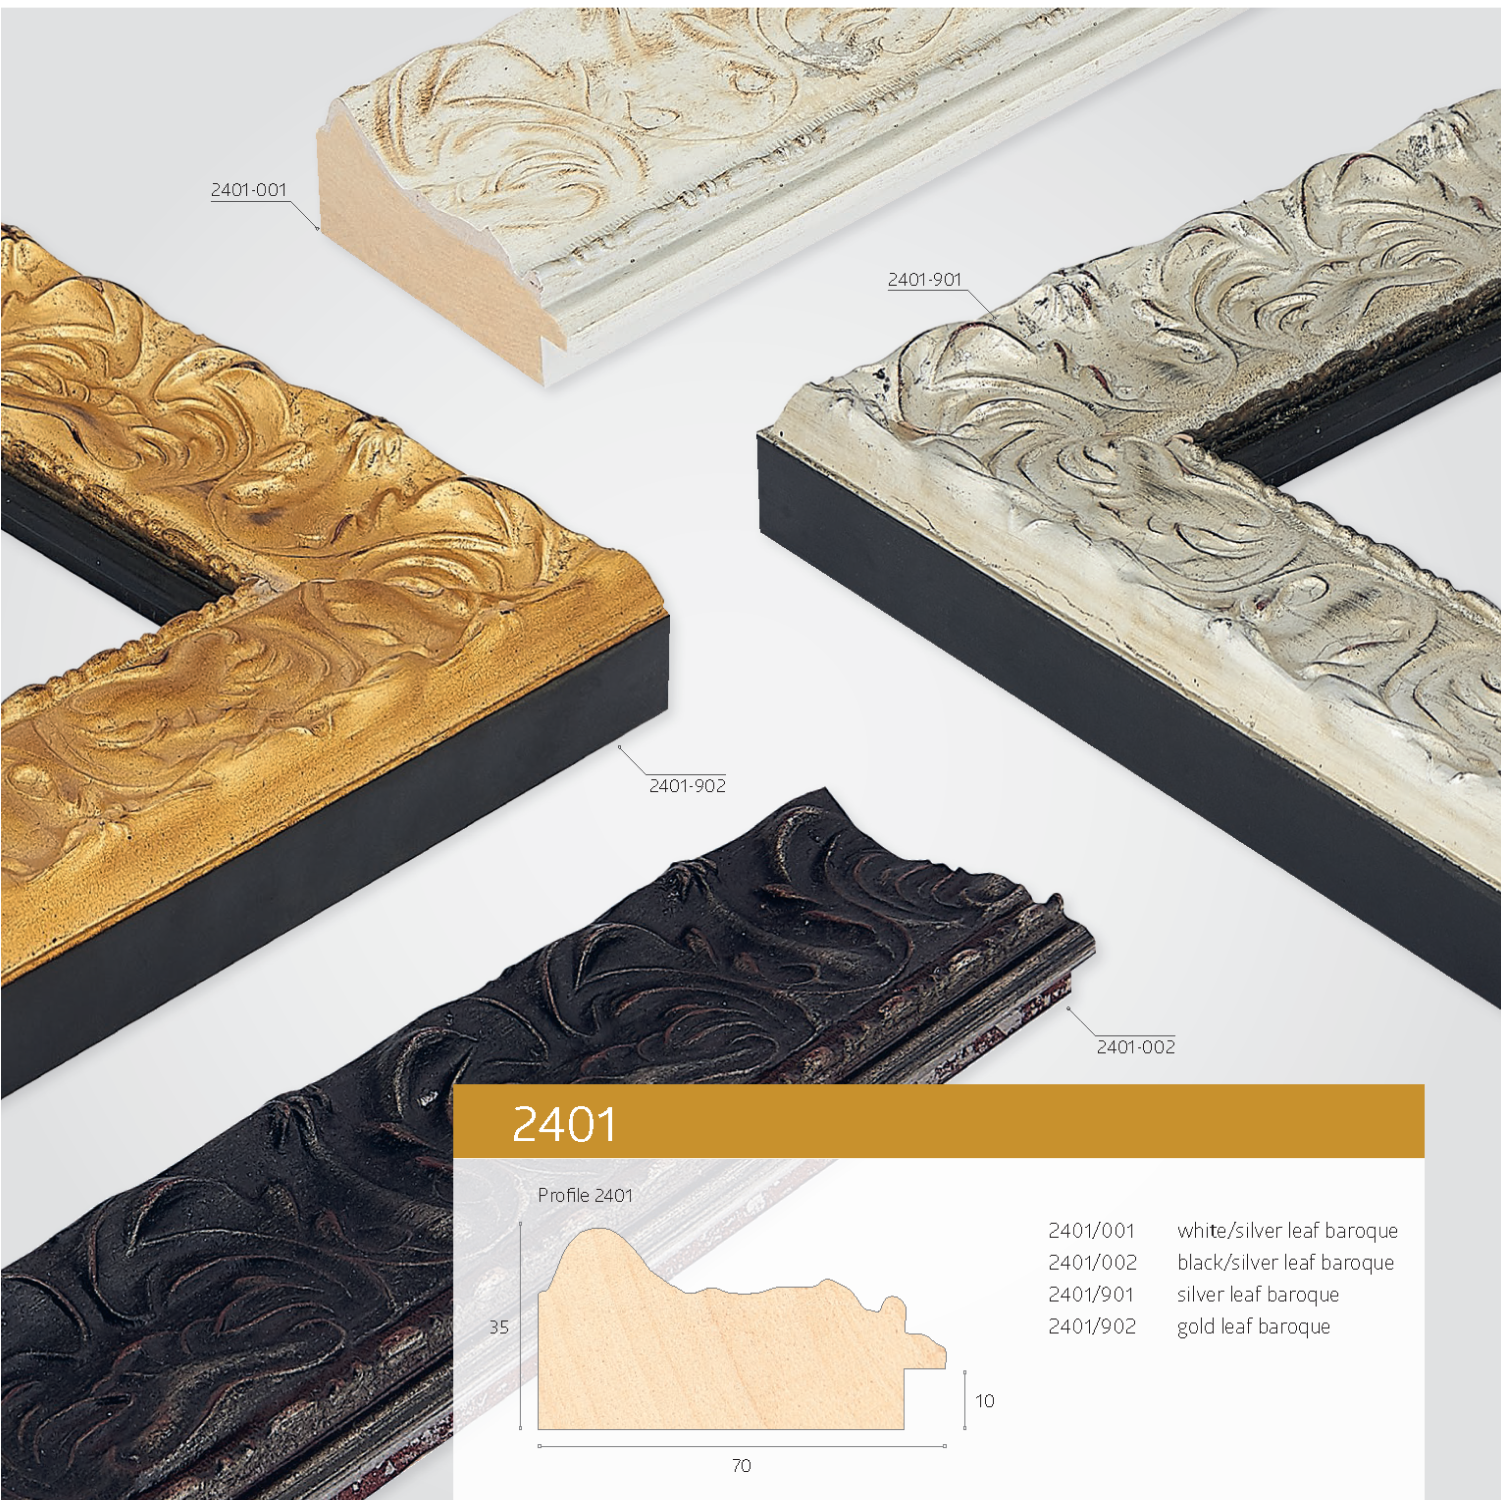 2401-001
2401-901
2401-902
2401-002
2401
Profile 2401
35
10
70
2401/001 white/silver leaf baroque
2401/002 black/silver leaf baroque
2401/901 silver leaf baroque
2401/902 gold leaf baroque